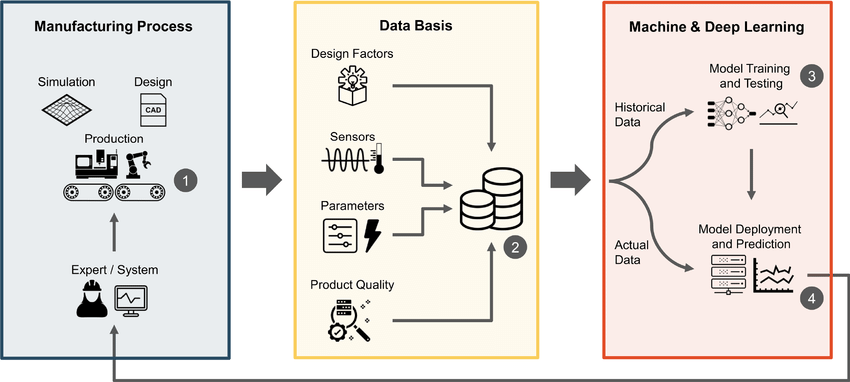 Manufacturing Process
Simulation
Design
CAD
Production
1
Expert / System
Data Basis
Design Factors
Sensors
Parameters
2
Product Quality
Machine & Deep Learning
Model Training
and Testing
3
Historical
Data
Actual
Data
Model Deployment
and Prediction
4